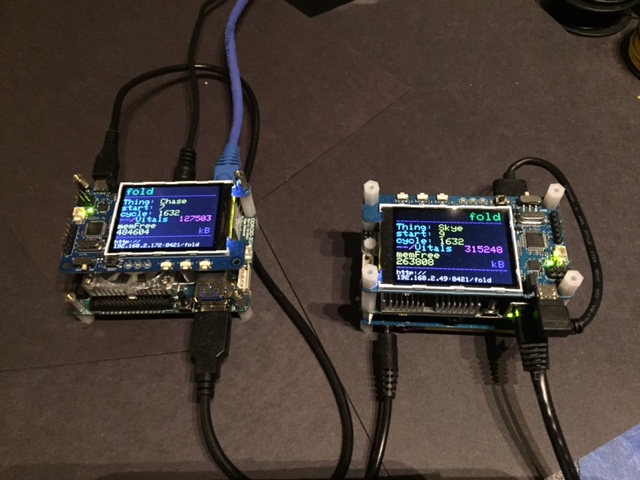 fold
Thing: Chase
start: 7
cycle: 1632
--/Vitals 127503
memFree kB
484604
http://
192.168.2.172:8421/fold
fold
Thing: Skye
start: 9
cycle: 1632
--/Vitals 315248
memFree
263808 kB
http://
192.168.2.49:8421/fold